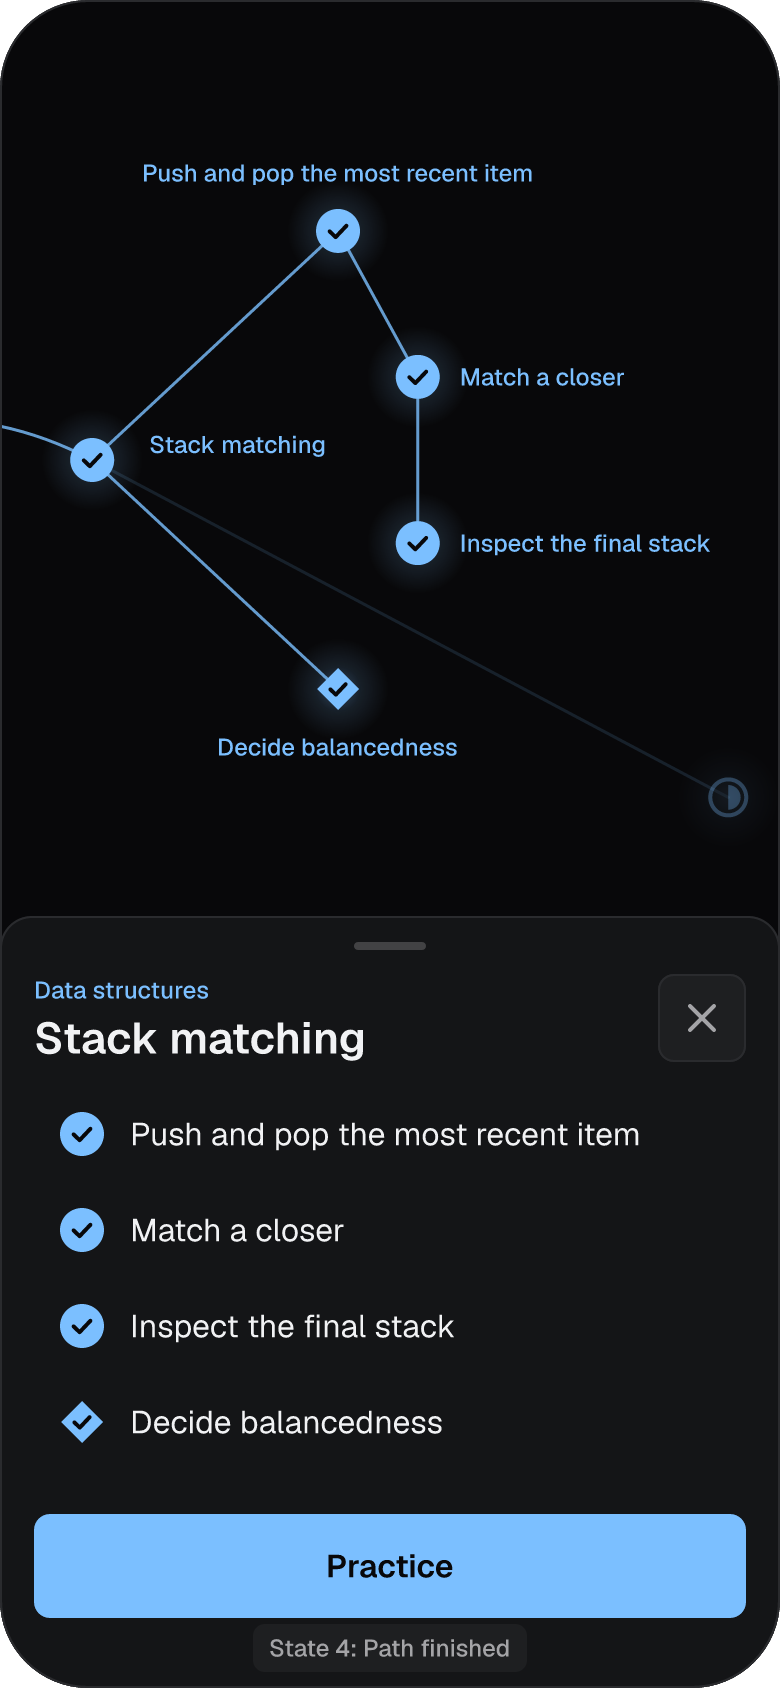 Push and pop the most recent item
Match a closer
Stack matching
Inspect the final stack
Decide balancedness
Data structures
Stack matching
Push and pop the most recent item
Match a closer
Inspect the final stack
Decide balancedness
Practice
State 4: Path finished